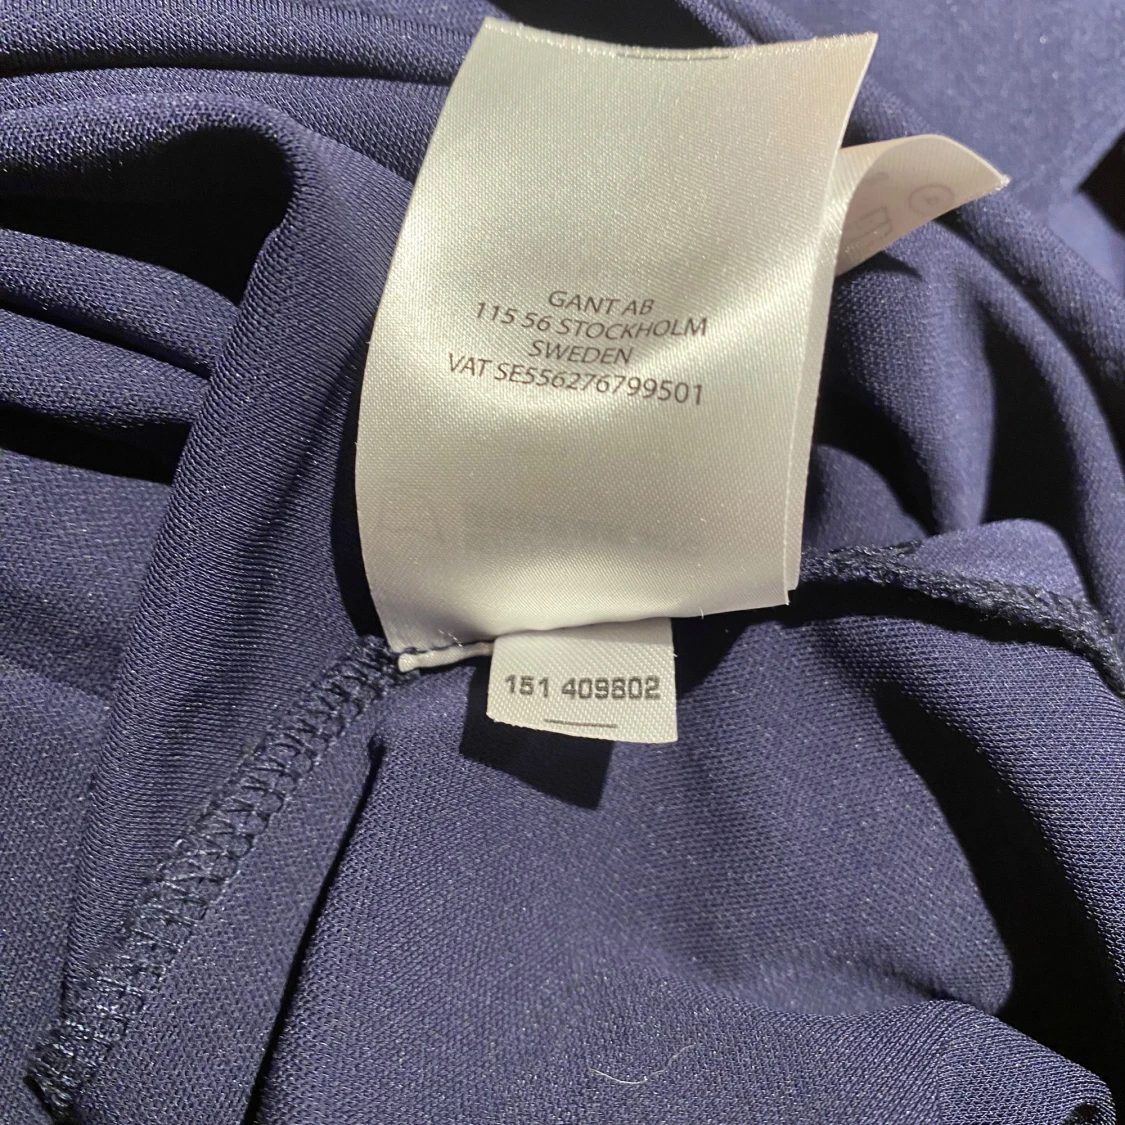 GANT AB
115 56 STOCKHOLM
SWEDEN
VAT SE556276799501
151 409802